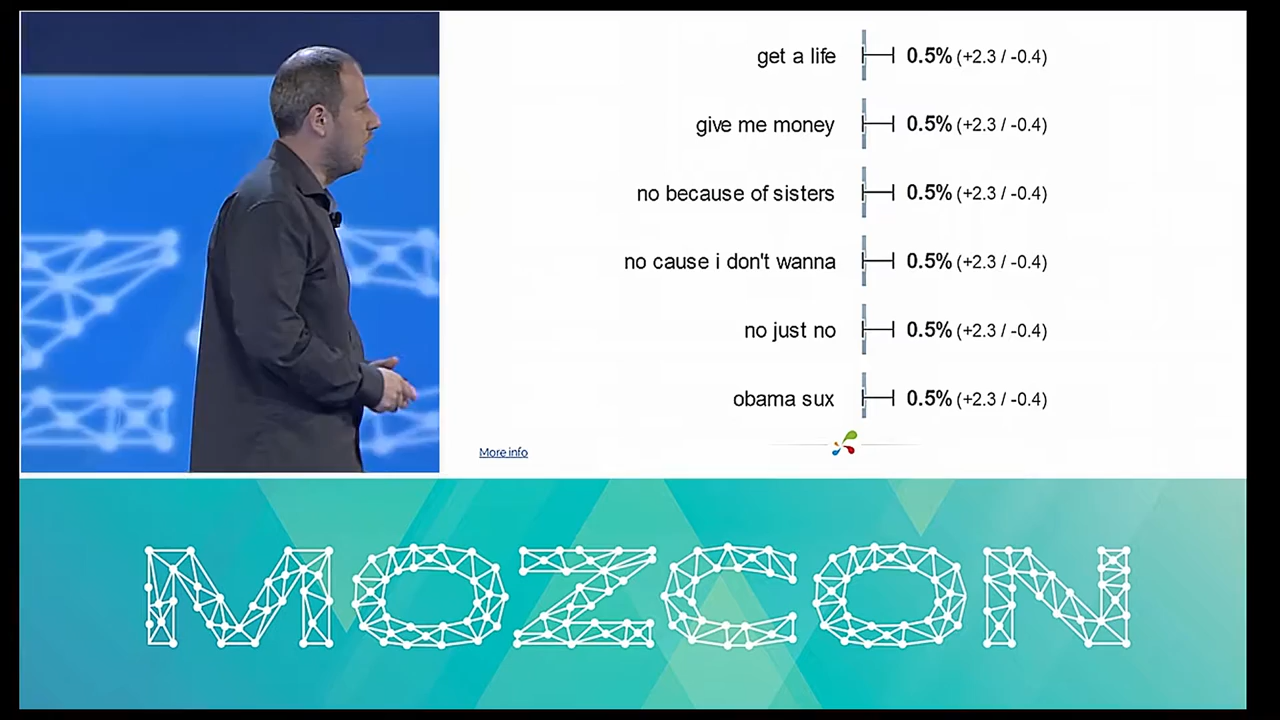 get a life 0.5% (+2.3 / -0.4)
give me money 0.5% (+2.3 / -0.4)
no because of sisters 0.5% (+2.3 / -0.4)
no cause i don't wanna 0.5% (+2.3 / -0.4)
no just no 0.5% (+2.3 / -0.4)
obama sux 0.5% (+2.3 / -0.4)
More info
MOZCON